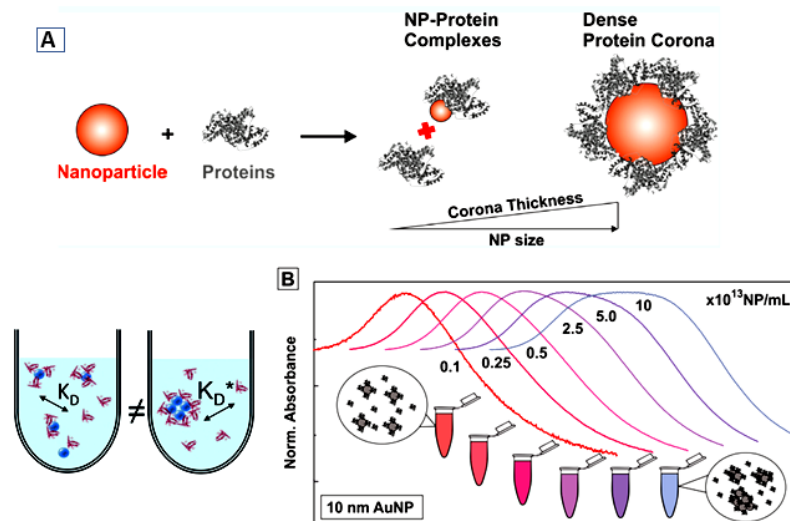 A
NP-Protein
Complexes
Dense
Protein Corona
+
Nanoparticle
Proteins
Corona Thickness
NP size
B
x10¹³NP/mL
10
5.0
2.5
0.5
0.25
0.1
K_D
≠
K_D*
Norm. Absorbance
10 nm AuNP